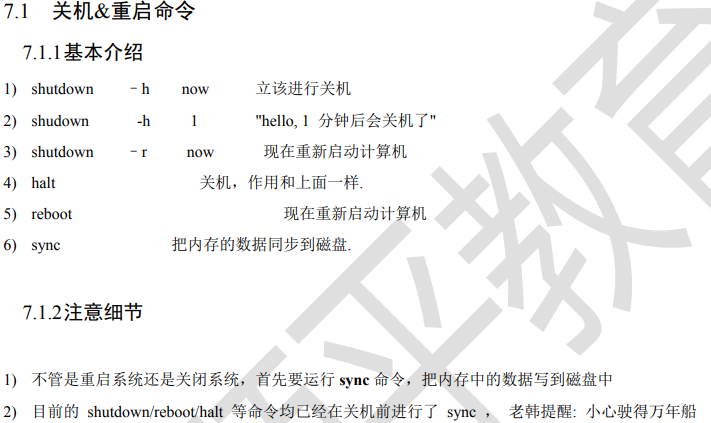 7.1 关机&重启命令
7.1.1基本介绍
1) shutdown –h now 立该进行关机
2) shudown -h 1 "hello, 1 分钟后会关机了"
3) shutdown –r now 现在重新启动计算机
4) halt 关机，作用和上面一样.
5) reboot 现在重新启动计算机
6) sync 把内存的数据同步到磁盘.
7.1.2注意细节
1) 不管是重启系统还是关闭系统，首先要运行 sync 命令，把内存中的数据写到磁盘中
2) 目前的 shutdown/reboot/halt 等命令均已经在关机前进行了 sync ， 老韩提醒: 小心驶得万年船
平教育